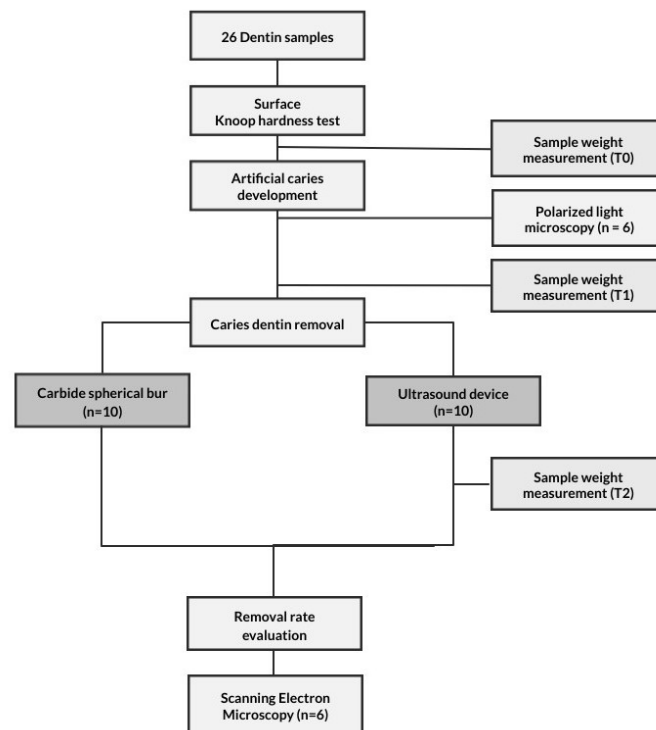 26 Dentin samples
Surface
Knoop hardness test
Sample weight
measurement (T0)
Artificial caries
development
Polarized light
microscopy (n = 6)
Sample weight
measurement (T1)
Caries dentin removal
Carbide spherical bur
(n=10)
Ultrasound device
(n=10)
Sample weight
measurement (T2)
Removal rate
evaluation
Scanning Electron
Microscopy (n=6)